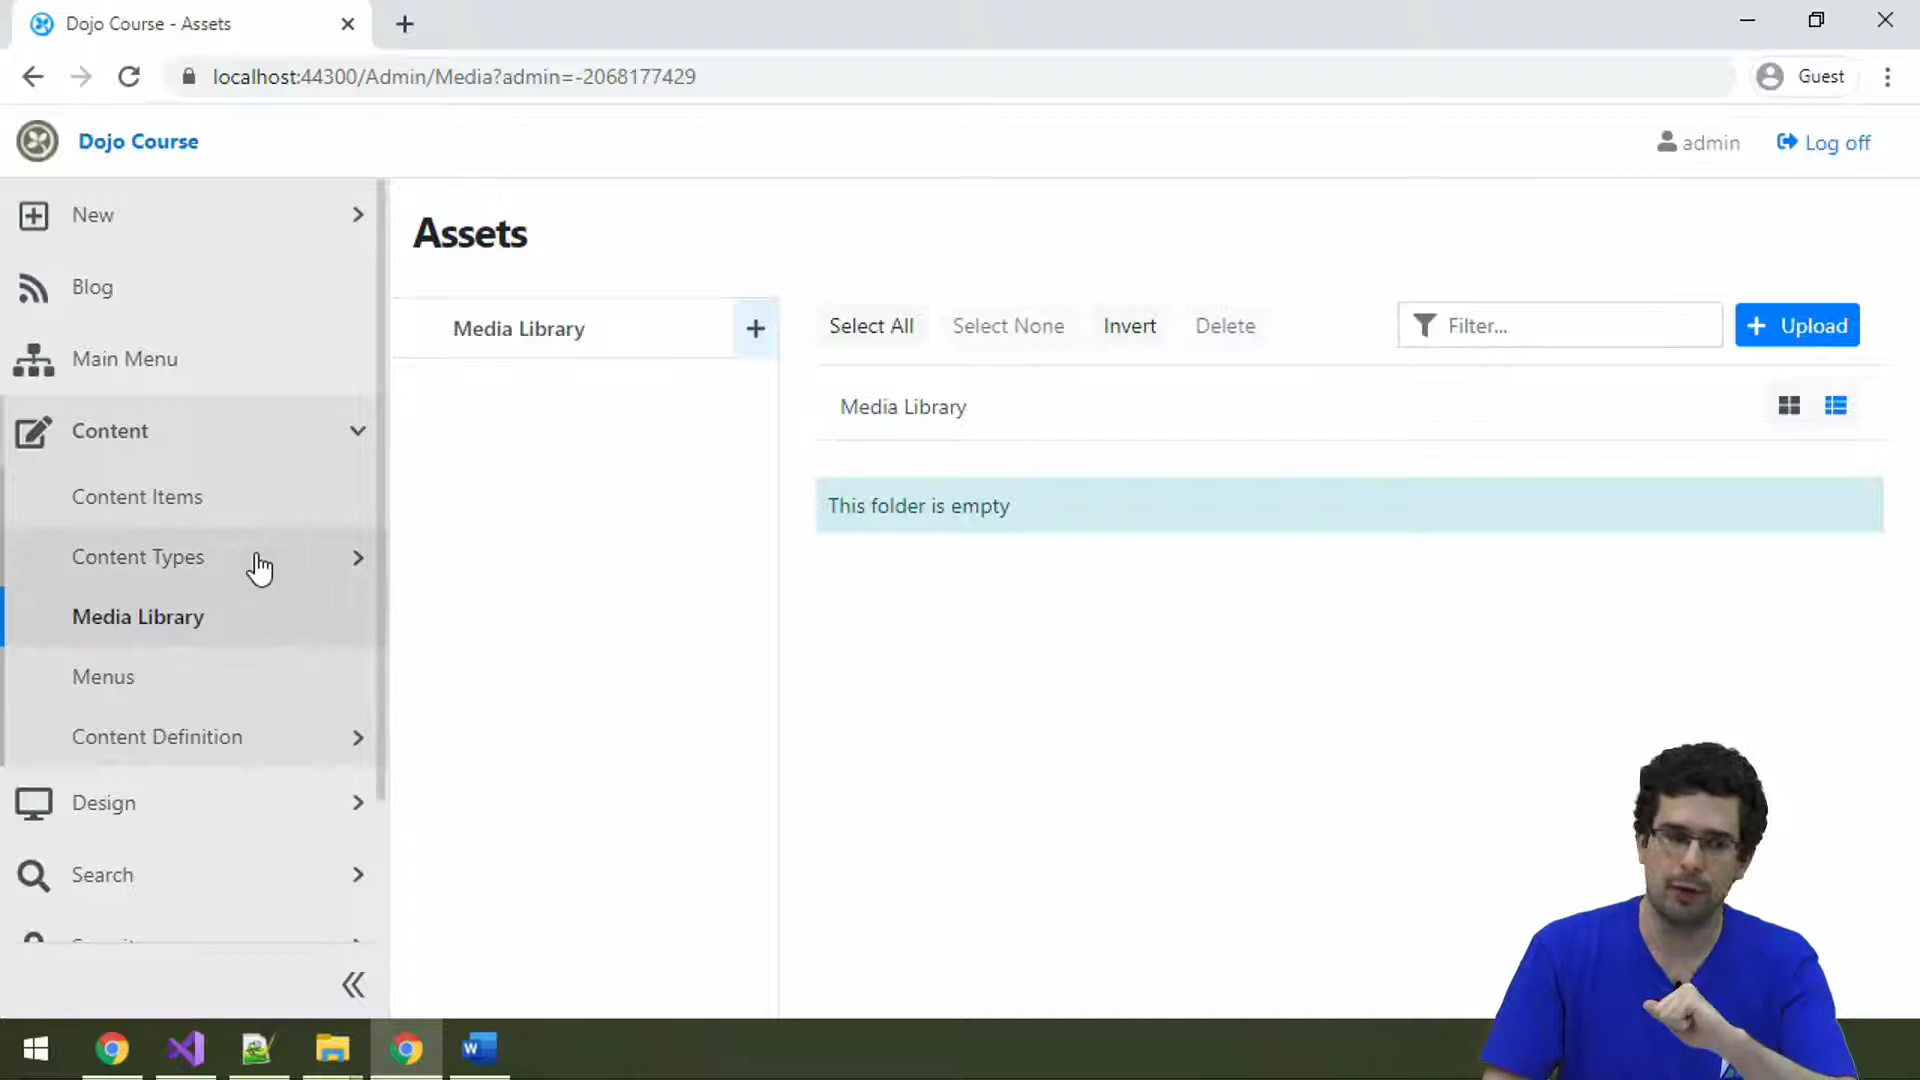 Dojo Course - Assets
localhost:44300/Admin/Media?admin=-2068177429
Guest
Dojo Course
admin
Log off
New
Blog
Main Menu
Content
Content Items
Content Types
Media Library
Menus
Content Definition
Design
Search
Assets
Media Library
Select All
Select None
Invert
Delete
Filter...
Upload
Media Library
This folder is empty
W